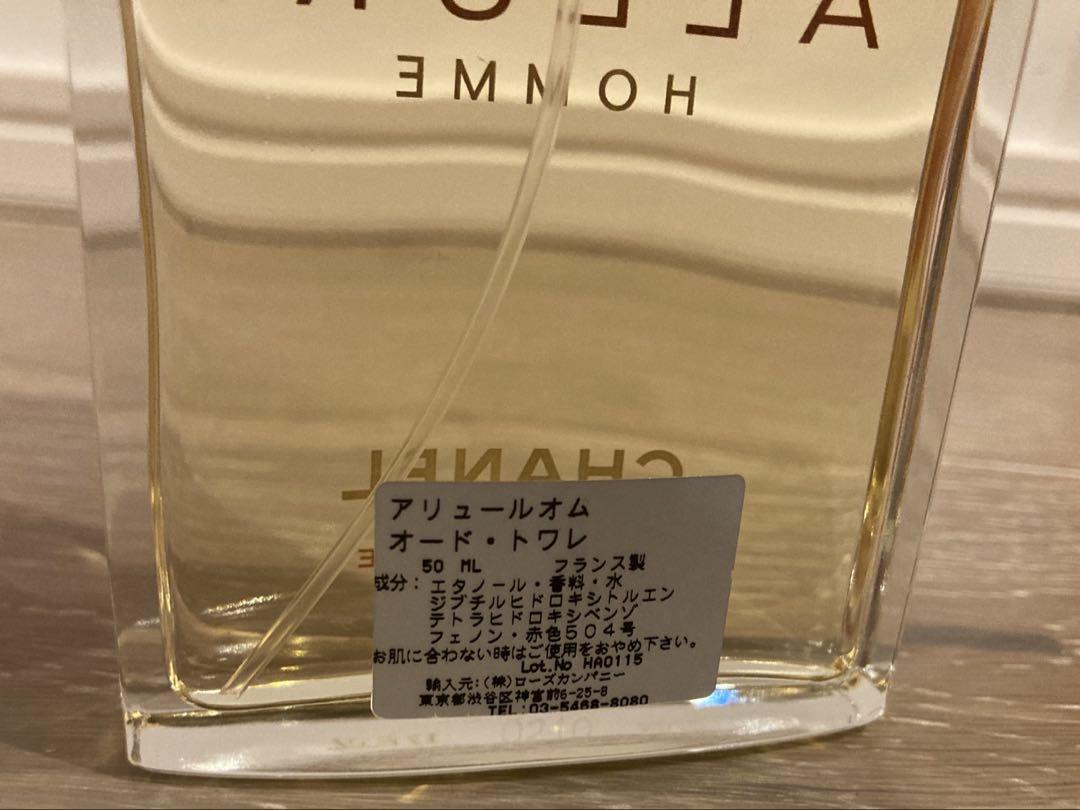 HOMME
CHANEL
アリュールオム
オード・トワレ
50 ML フランス製
成分：エタノール・香料・水
ジブチルヒドロキシトルエン
テトラヒドロキシベンゾ
フェノン・赤色504号
お肌に合わない時はご使用をおやめ下さい。
Lot.No HA0115
輸入元：(株)ローズカンパニー
東京都渋谷区神宮前6-25-8
TEL：03-5468-8080